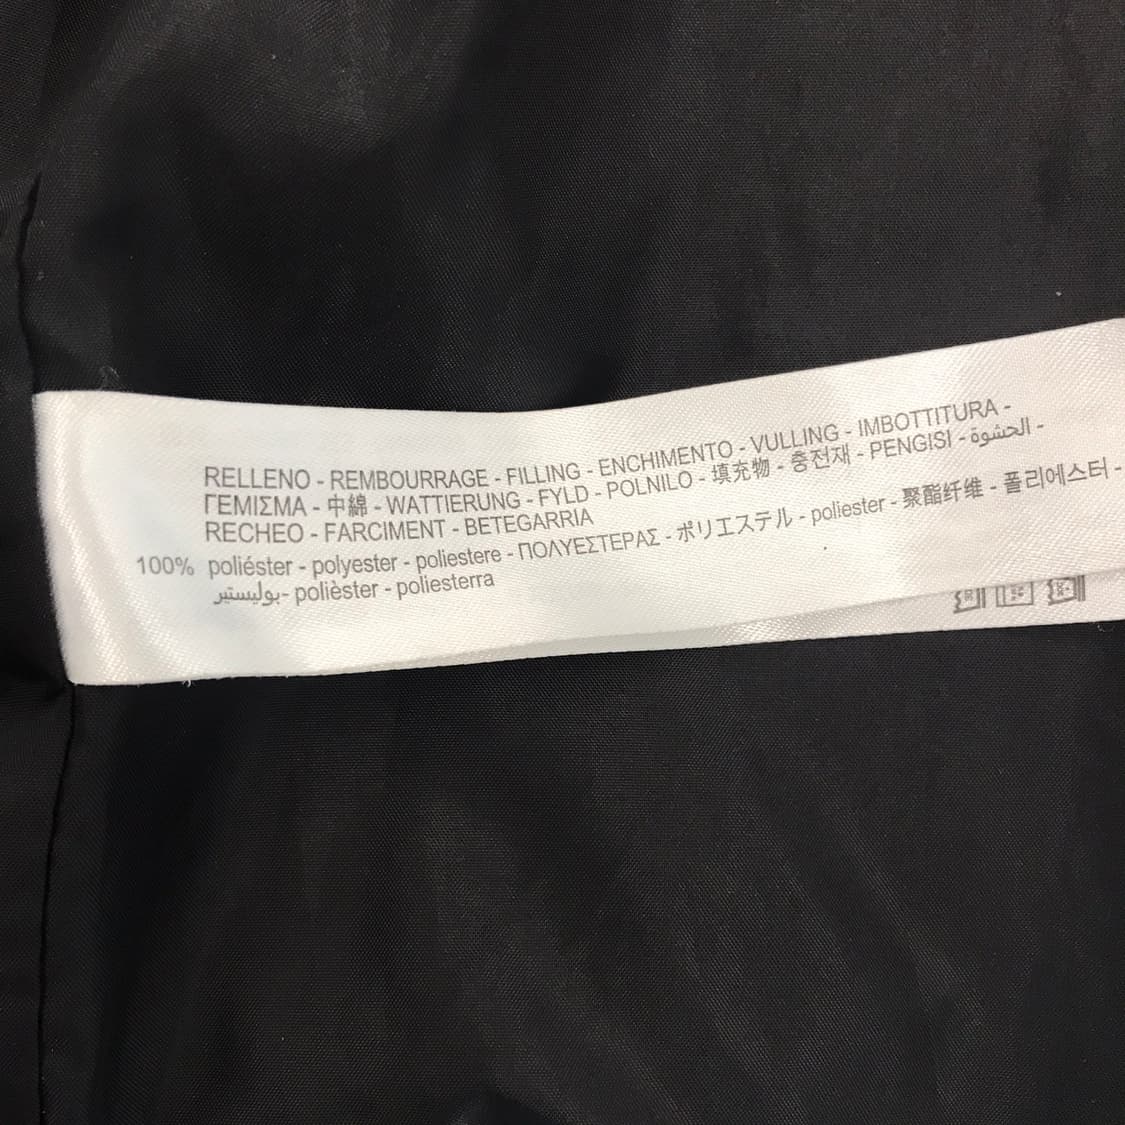 RELLENO - REMBOURRAGE - FILLING - ENCHIMENTO - VULLING - IMBOTTITURA -
ΓΕΜΙΣΜΑ - 中綿 - WATTIERUNG - FYLD - POLNILO - 填充物 - 충전재 - PENGISI - الحشوة -
RECHEO - FARCIMENT - BETEGARRIA
100% poliéster - polyester - poliestere - ΠΟΛΥΕΣΤΕΡΑΣ - ポリエステル - poliester - 聚酯纤维 - 폴리에스터 -
بوليستير - polièster - poliesterra